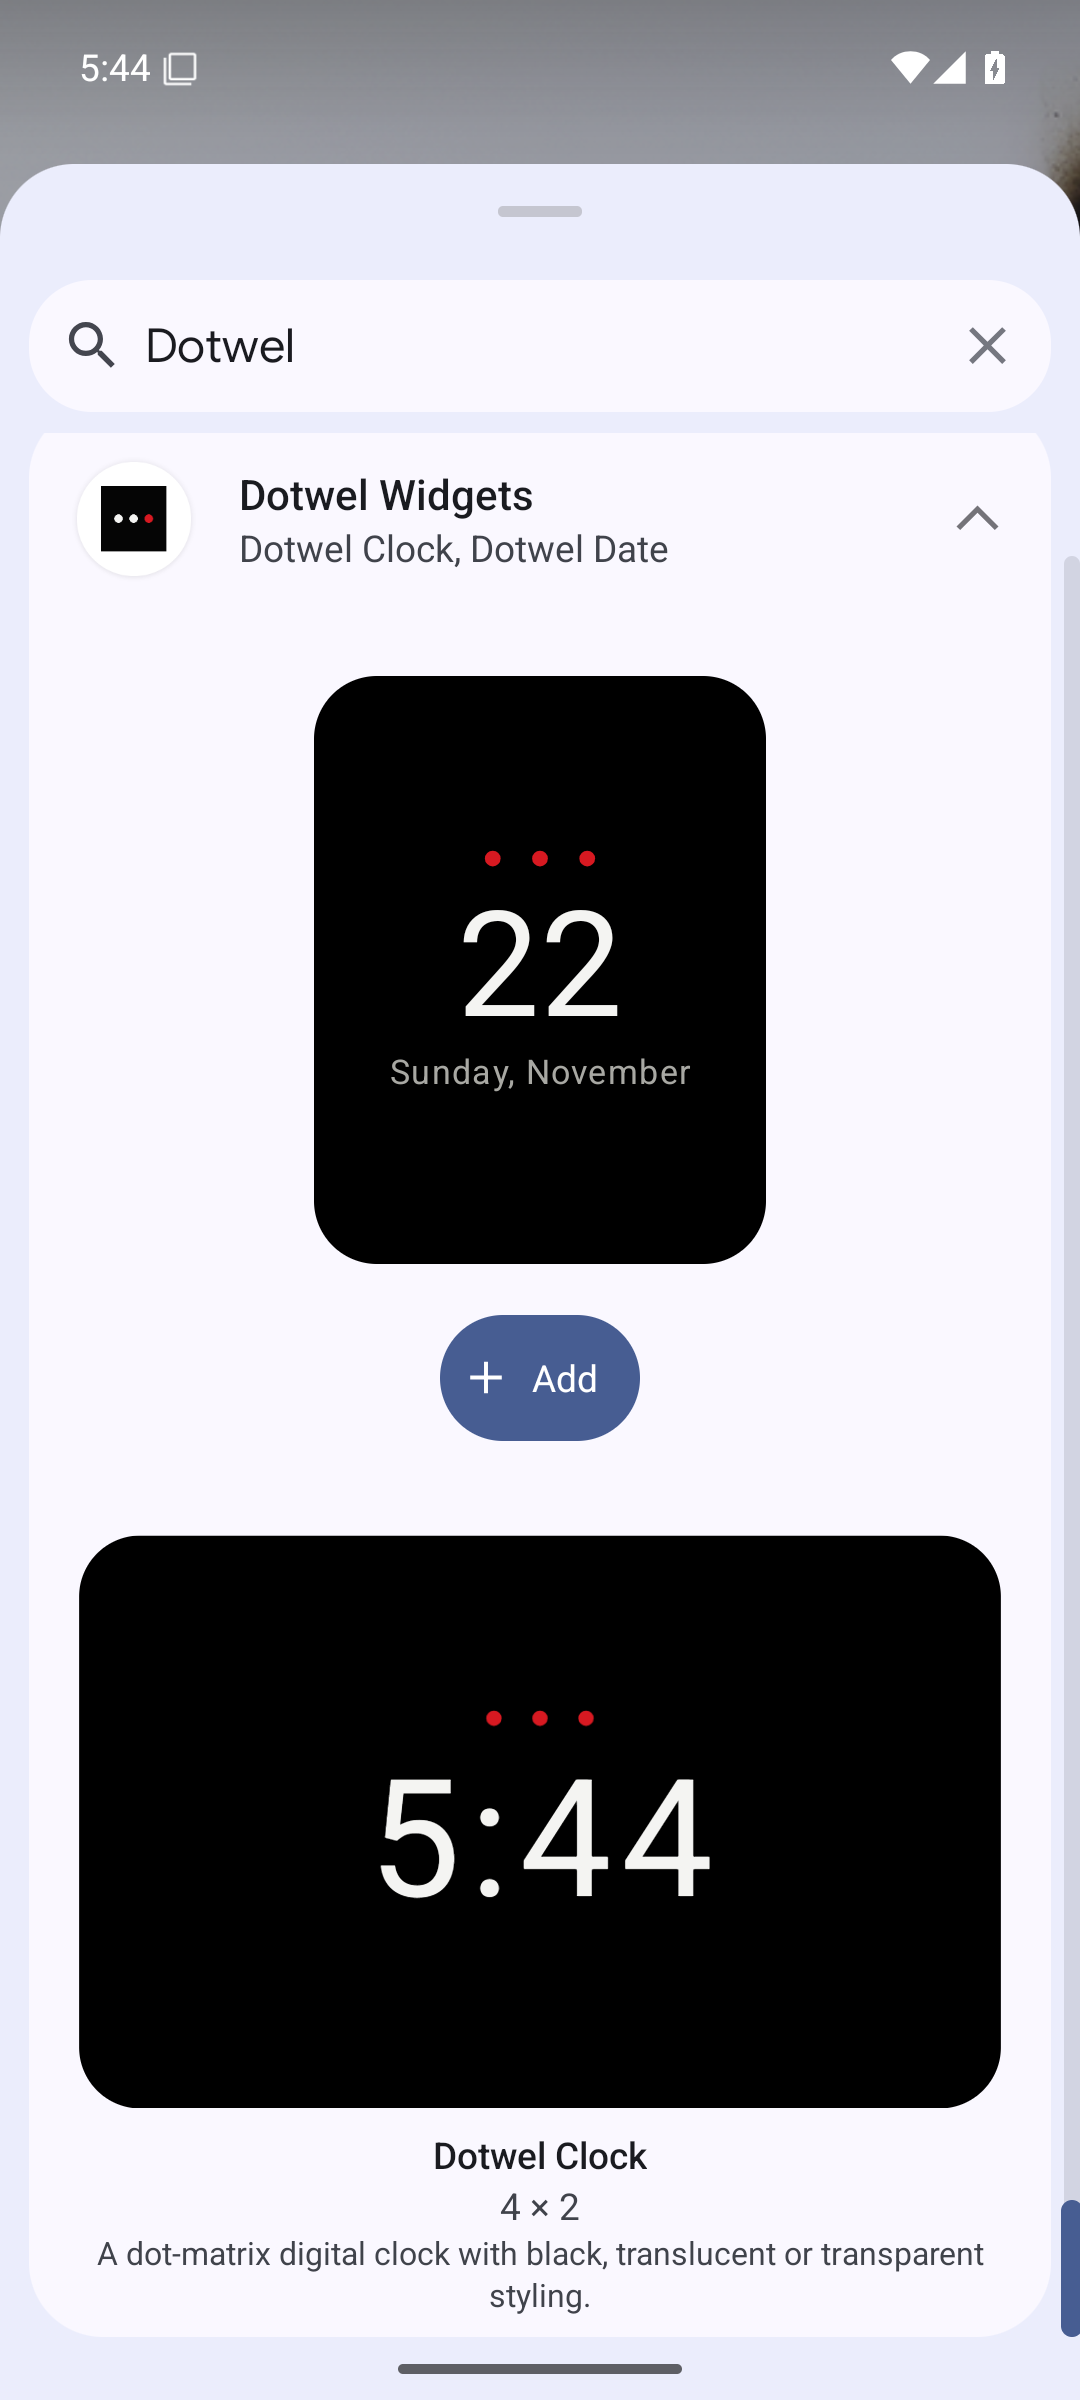 5:44
Dotwel
Dotwel Widgets
Dotwel Clock, Dotwel Date
22
Sunday, November
Add
5:44
Dotwel Clock
4 × 2
A dot-matrix digital clock with black, translucent or transparent
styling.